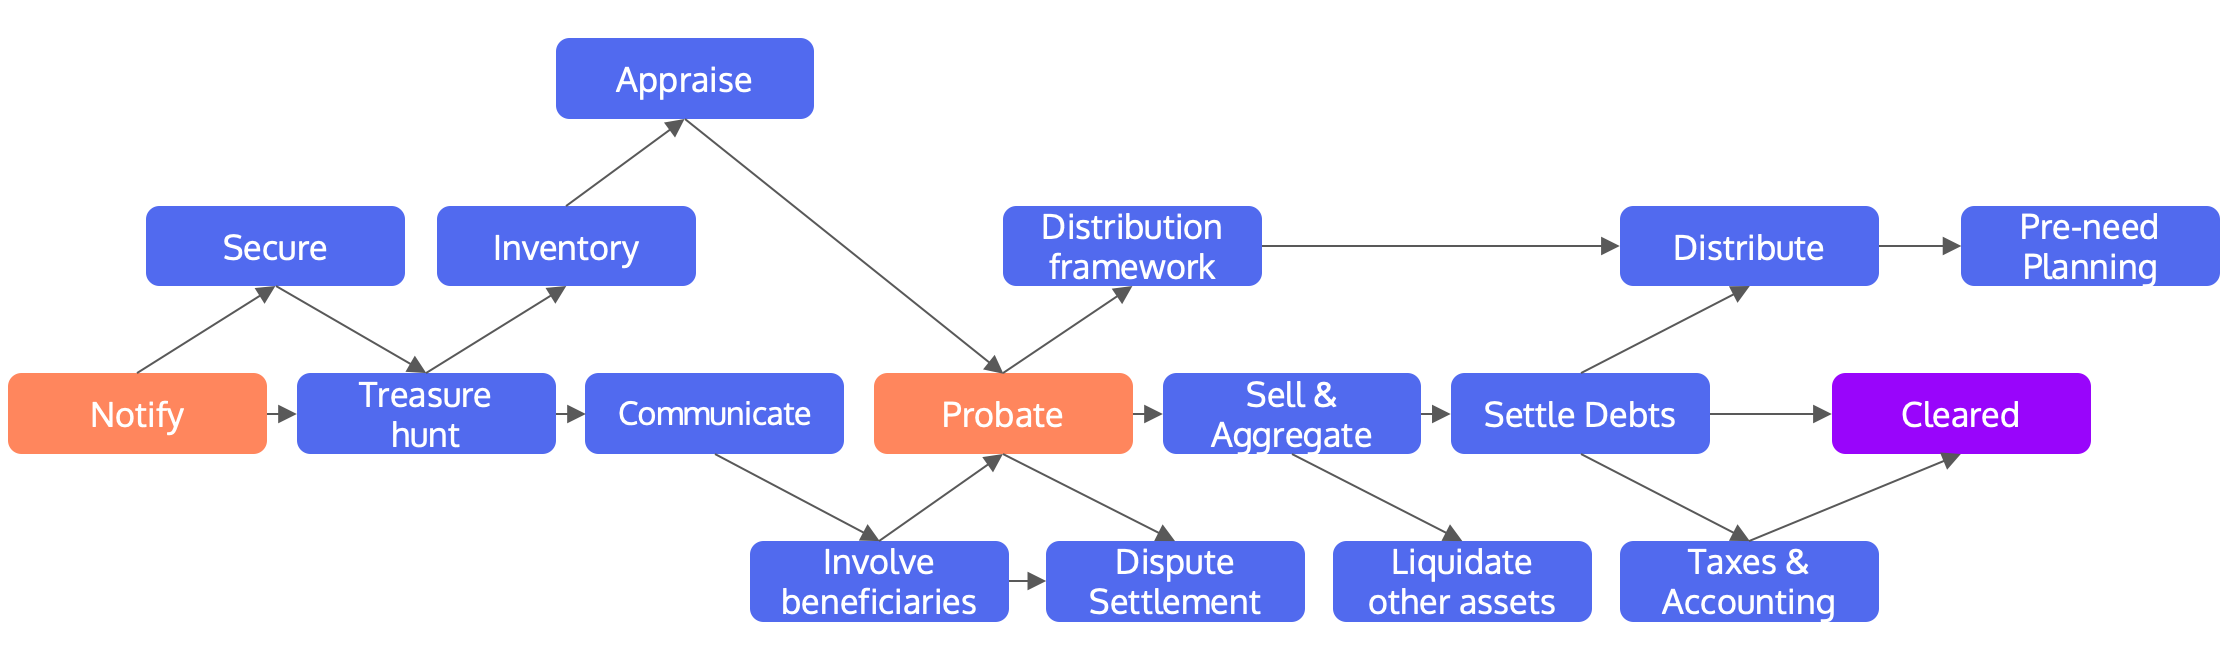 Appraise
Secure
Inventory
Distribution
framework
Distribute
Pre-need
Planning
Notify
Treasure
hunt
Communicate
Probate
Sell &
Aggregate
Settle Debts
Cleared
Involve
beneficiaries
Dispute
Settlement
Liquidate
other assets
Taxes &
Accounting